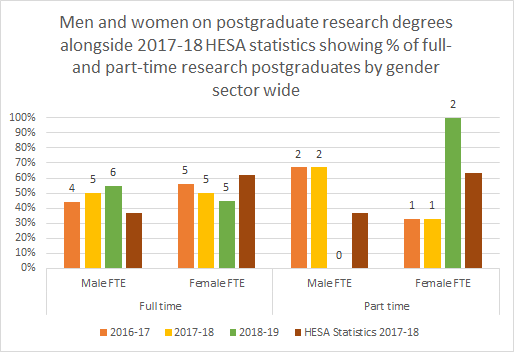 Men and women on postgraduate research degrees
alongside 2017-18 HESA statistics showing % of full-
and part-time research postgraduates by gender
sector wide
100%
90%
80%
70%
60%
50%
40%
30%
20%
10%
0%
4
5
6
5
5
5
2
2
0
1
1
2
Male FTE
Female FTE
Male FTE
Female FTE
Full time
Part time
2016-17
2017-18
2018-19
HESA Statistics 2017-18